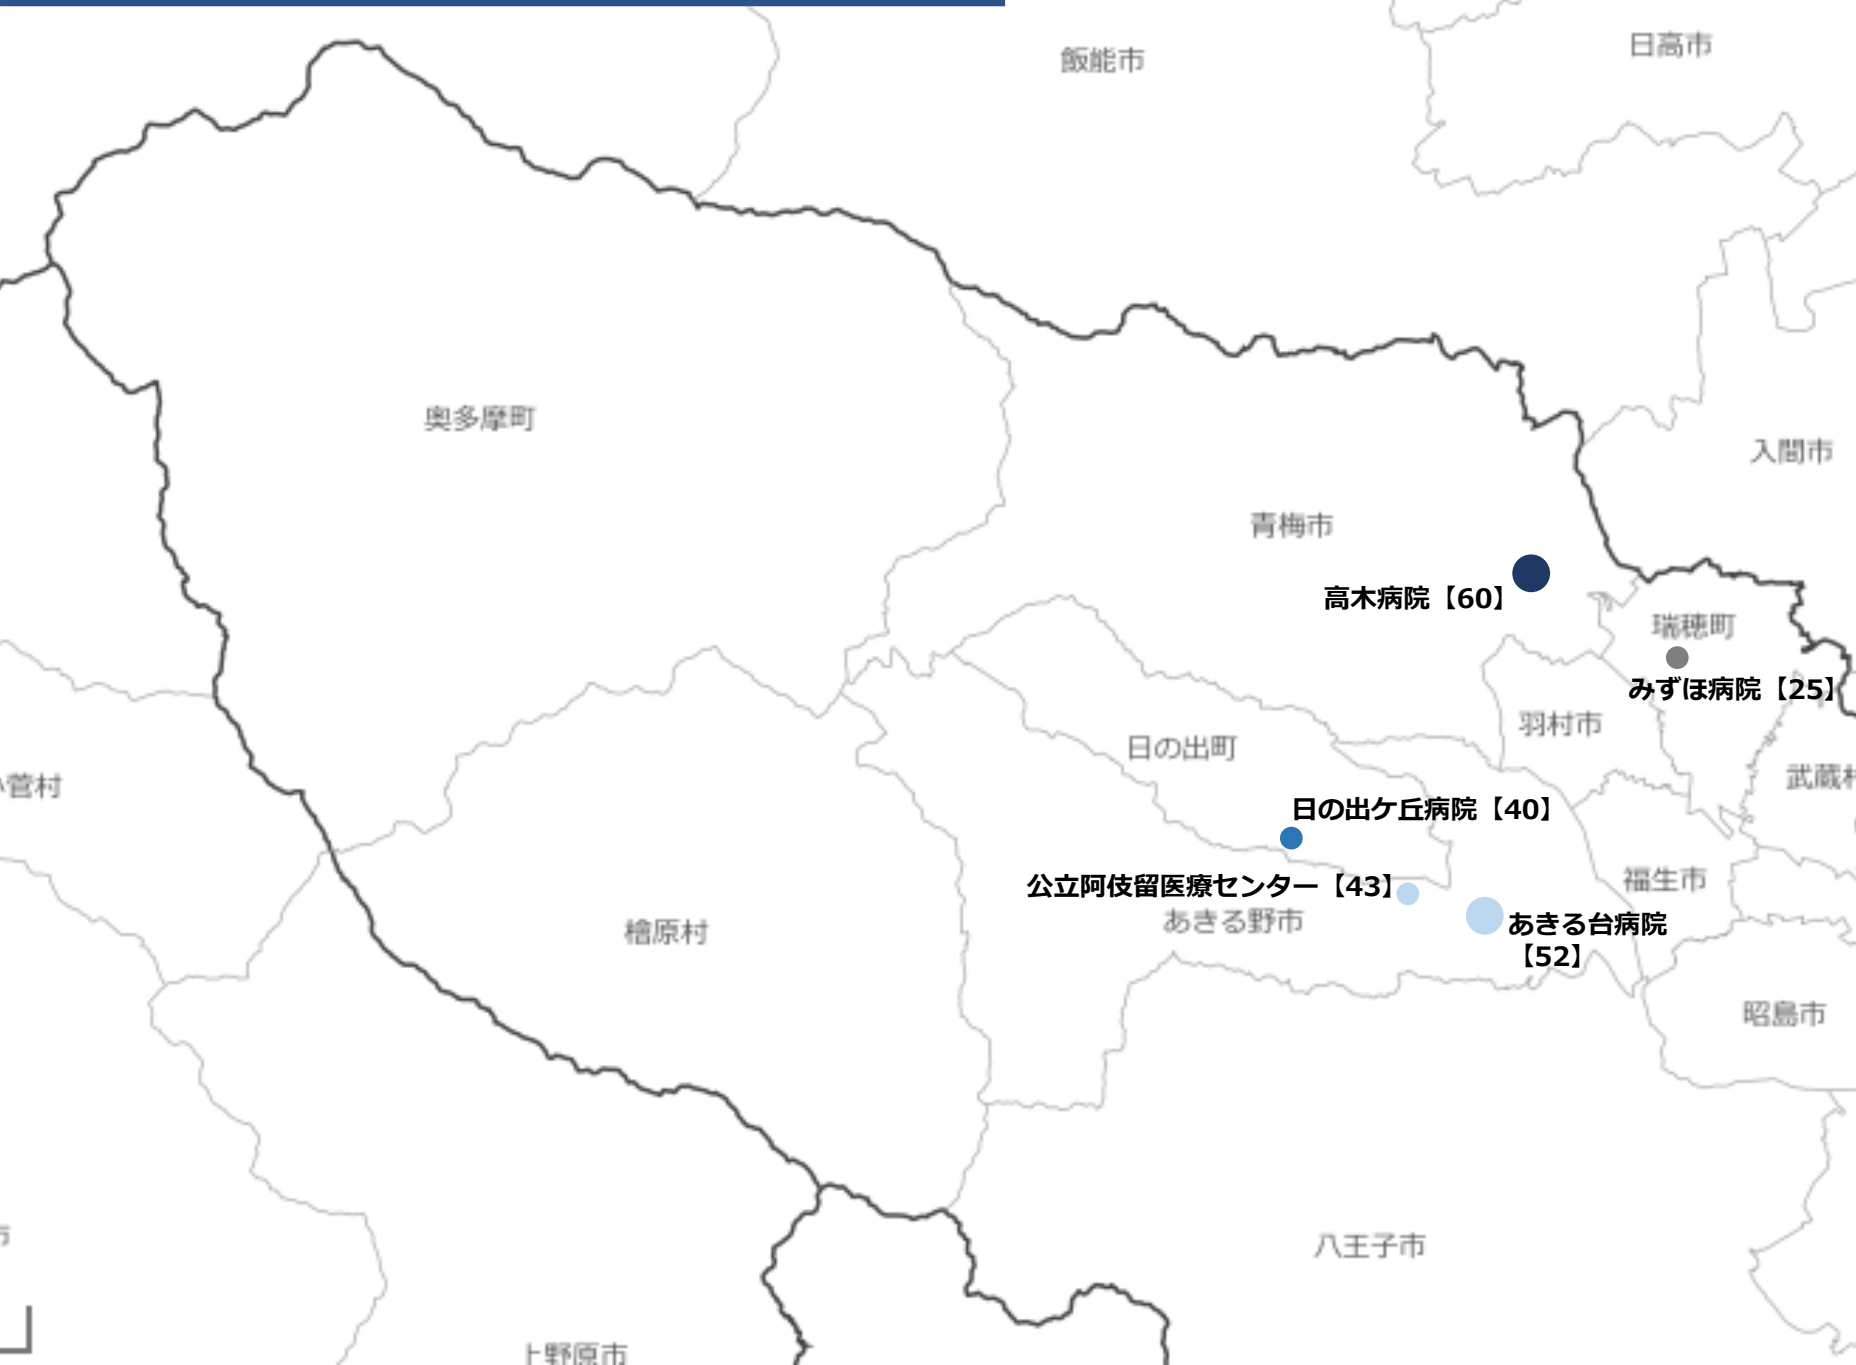 日高市
飯能市
奥多摩町
入間市
青梅市
高木病院【60】
瑞穂町
みずほ病院【25】
羽村市
日の出町
菅村
武蔵村
日の出ケ丘病院【40】
公立阿伎留医療センター【43】
福生市
あきる野市
あきる台病院
【52】
檜原村
昭島市
市
八王子市
上野原市